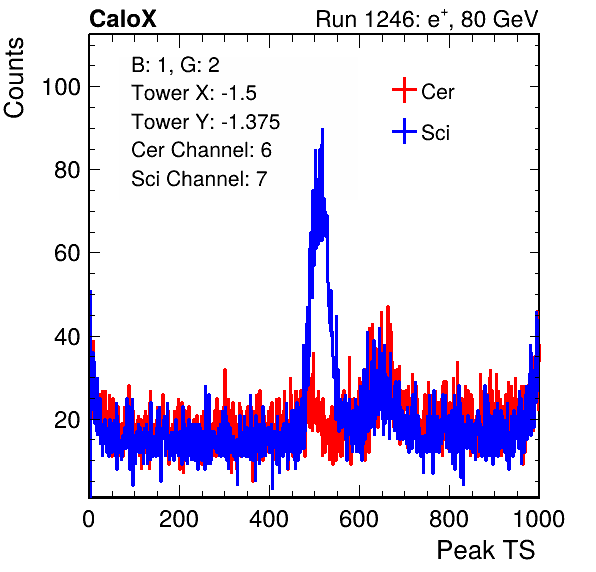 CaloX Run 1246: e⁺, 80 GeV
Counts
B: 1, G: 2
Tower X: -1.5
Tower Y: -1.375
Cer Channel: 6
Sci Channel: 7
Cer
Sci
100
80
60
40
20
0 200 400 600 800 1000
Peak TS